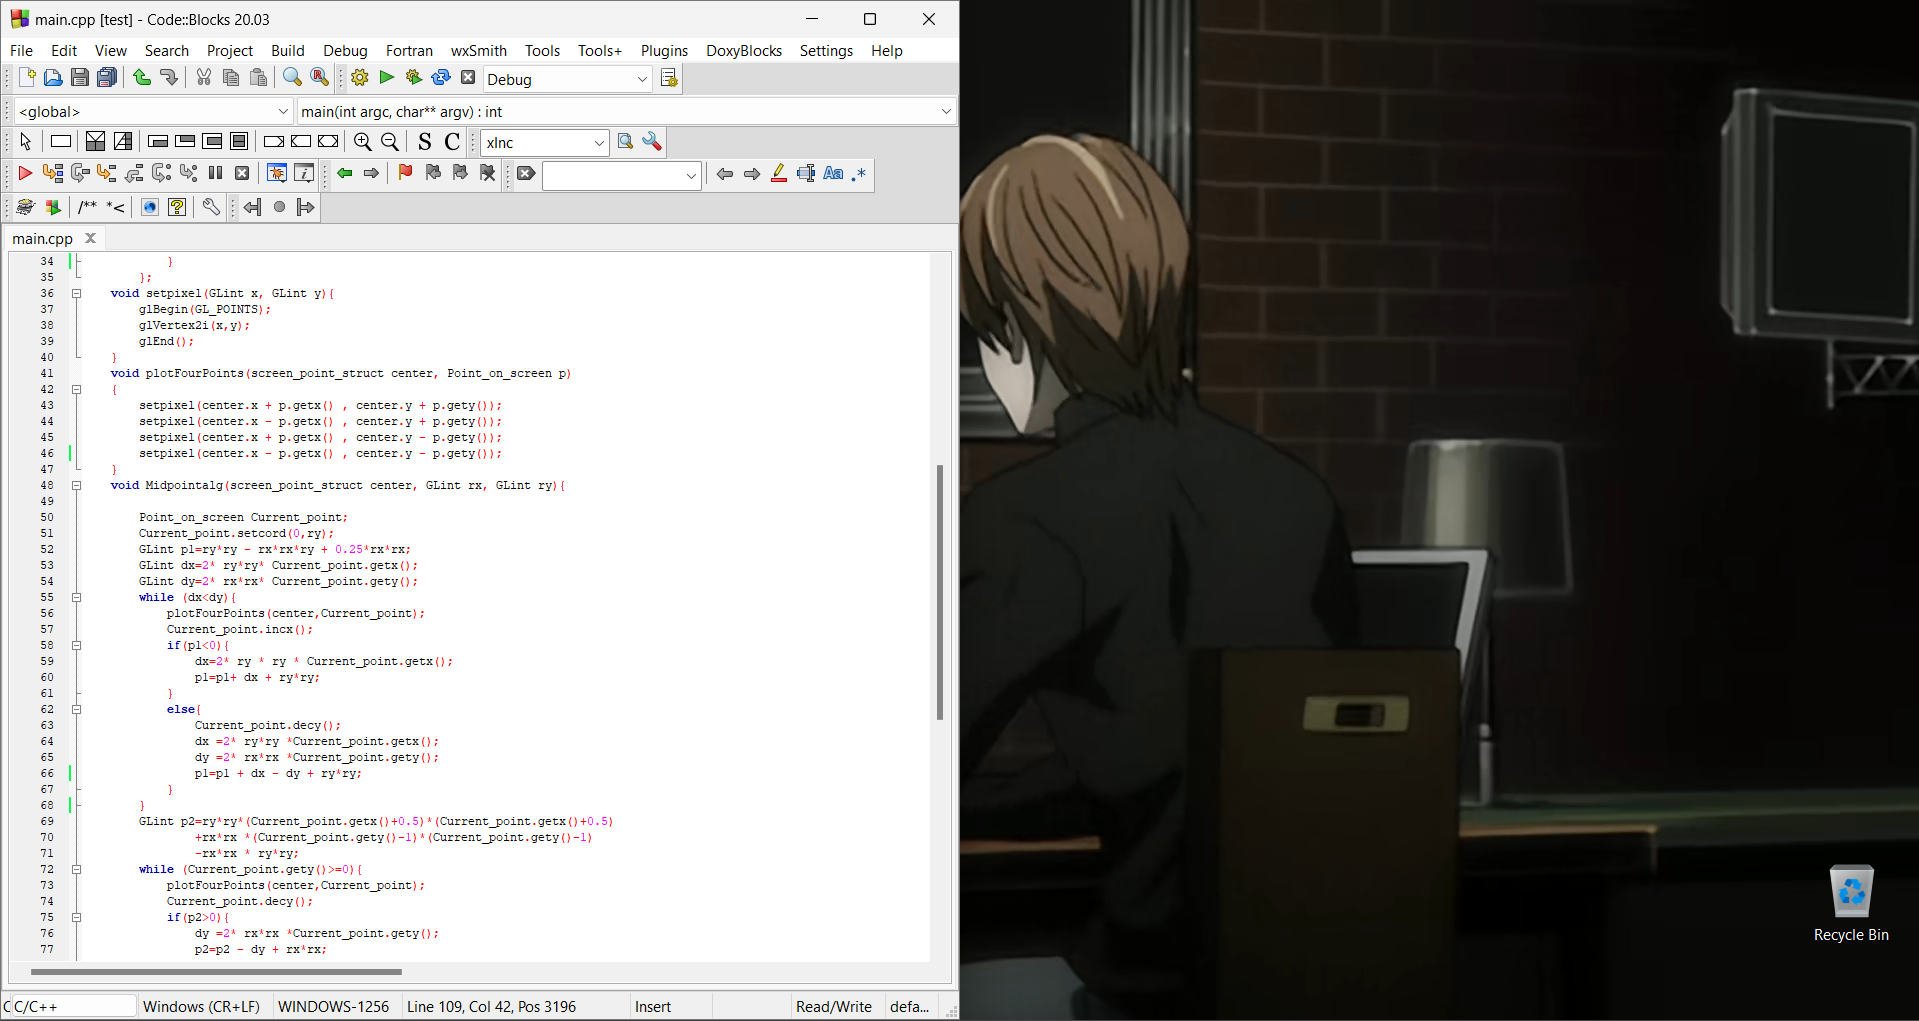 main.cpp [test] - Code::Blocks 20.03
File Edit View Search Project Build Debug Fortran wxSmith Tools Tools+ Plugins DoxyBlocks Settings Help
Debug
<global> main(int argc, char** argv) : int
S C xInc
Aa .*
/** *<
main.cpp
34 }
35 };
36 void setpixel(GLint x, GLint y){
37 glBegin(GL_POINTS);
38 glVertex2i(x,y);
39 glEnd();
40 }
41 void plotFourPoints(screen_point_struct center, Point_on_screen p)
42 {
43 setpixel(center.x + p.getx() , center.y + p.gety());
44 setpixel(center.x - p.getx() , center.y + p.gety());
45 setpixel(center.x + p.getx() , center.y - p.gety());
46 setpixel(center.x - p.getx() , center.y - p.gety());
47 }
48 void Midpointalg(screen_point_struct center, GLint rx, GLint ry){
49
50 Point_on_screen Current_point;
51 Current_point.setcord(0,ry);
52 GLint p1=ry*ry - rx*rx*ry + 0.25*rx*rx;
53 GLint dx=2* ry*ry* Current_point.getx();
54 GLint dy=2* rx*rx* Current_point.gety();
55 while (dx<dy){
56 plotFourPoints(center,Current_point);
57 Current_point.incx();
58 if(p1<0){
59 dx=2* ry * ry * Current_point.getx();
60 p1=p1+ dx + ry*ry;
61 }
62 else{
63 Current_point.decy();
64 dx =2* ry*ry *Current_point.getx();
65 dy =2* rx*rx *Current_point.gety();
66 p1=p1 + dx - dy + ry*ry;
67 }
68 }
69 GLint p2=ry*ry*(Current_point.getx()+0.5)*(Current_point.getx()+0.5)
70 +rx*rx *(Current_point.gety()-1)*(Current_point.gety()-1)
71 -rx*rx * ry*ry;
72 while (Current_point.gety()>=0){
73 plotFourPoints(center,Current_point);
74 Current_point.decy();
75 if(p2>0){
76 dy =2* rx*rx *Current_point.gety();
77 p2=p2 - dy + rx*rx;
C C/C++ Windows (CR+LF) WINDOWS-1256 Line 109, Col 42, Pos 3196 Insert Read/Write defa...
Recycle Bin